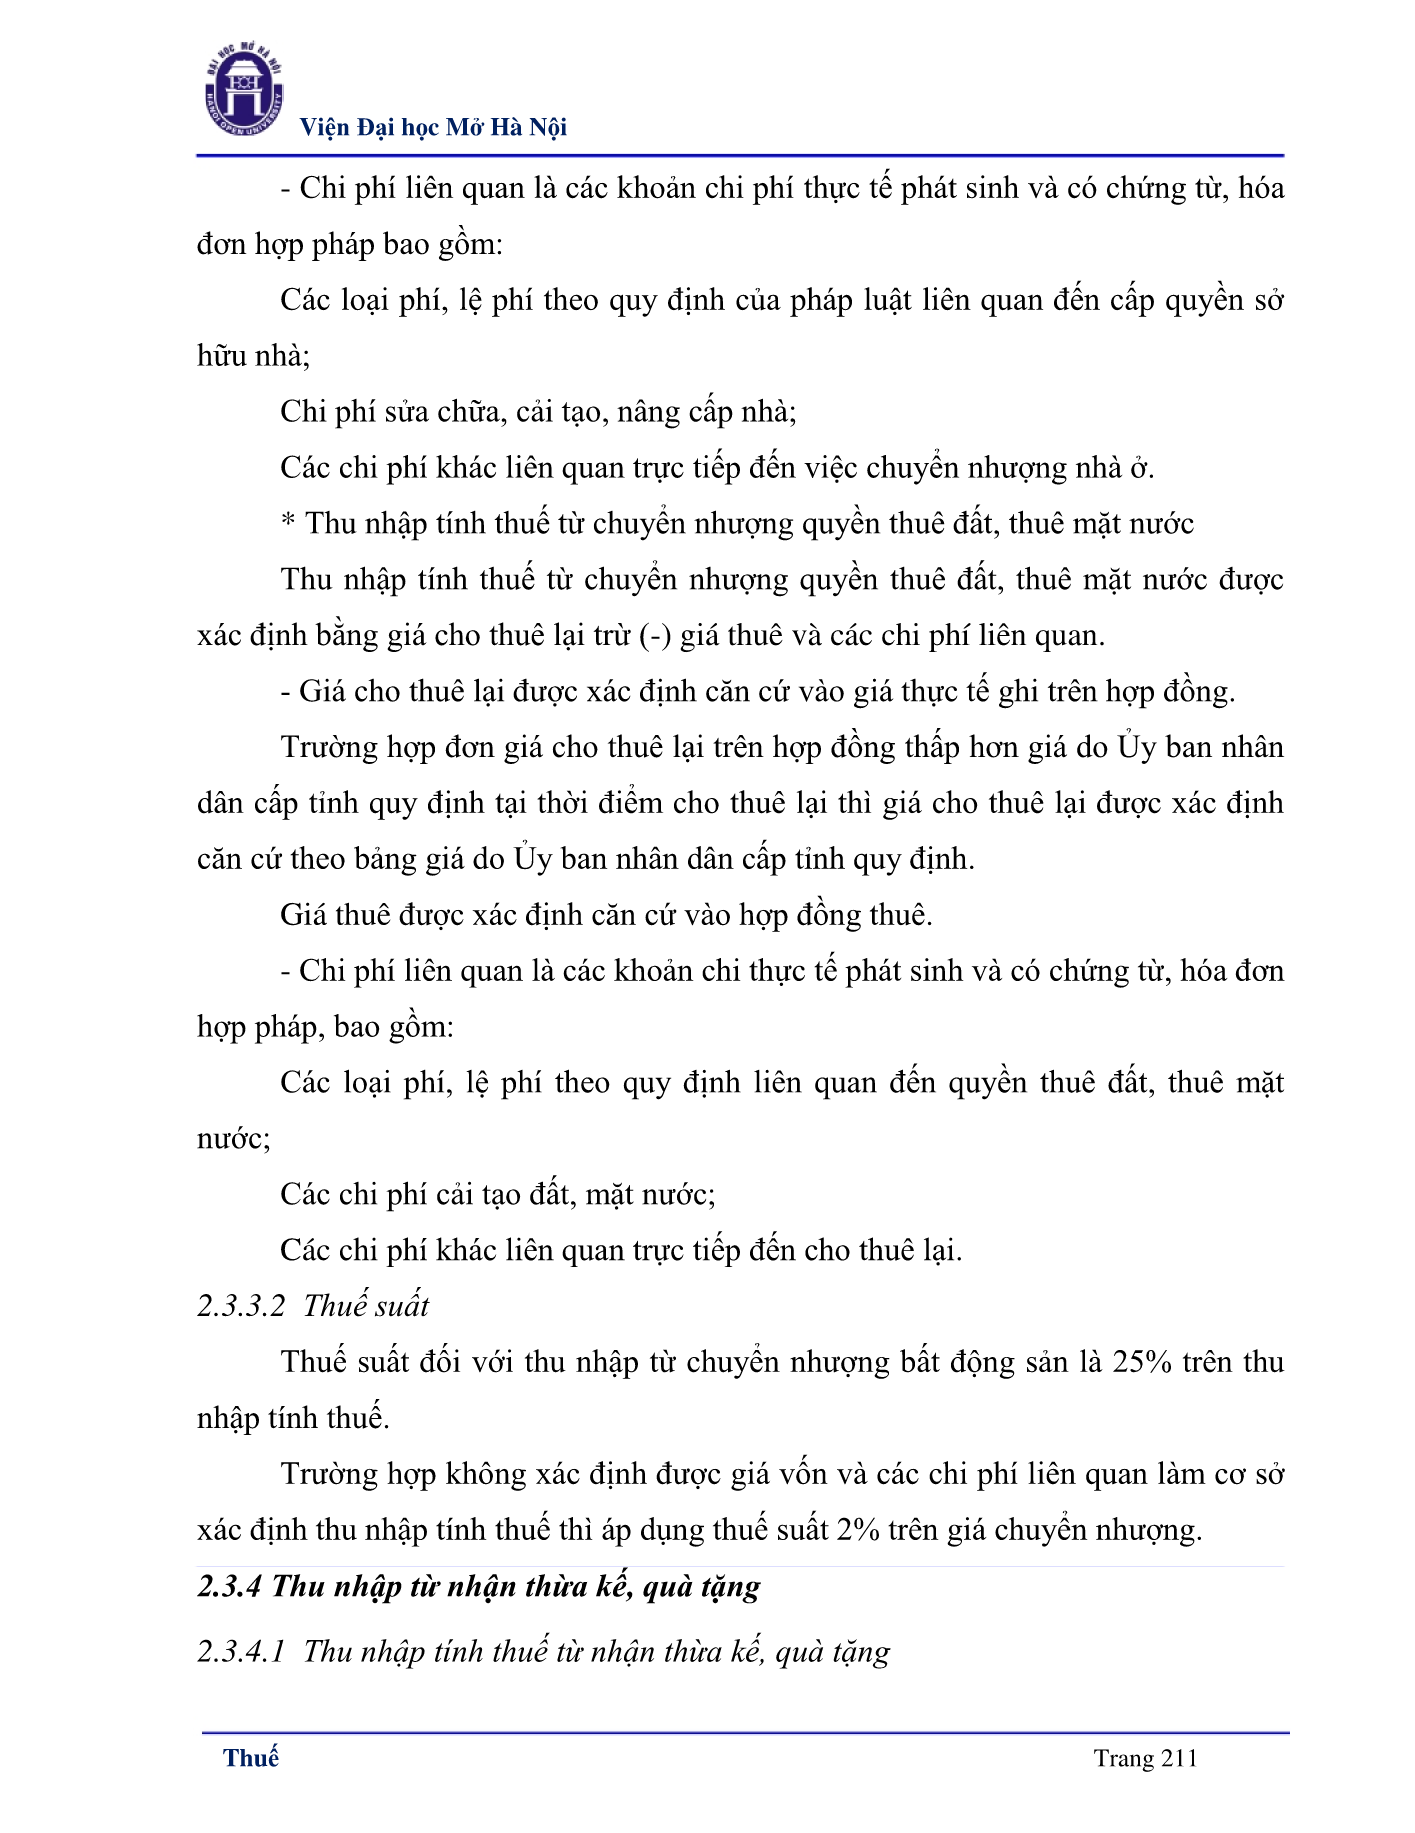 ĐẠI HỌC MỞ HÀ NỘI
HANOI OPEN UNIVERSITY
Viện Đại học Mở Hà Nội
- Chi phí liên quan là các khoản chi phí thực tế phát sinh và có chứng từ, hóa
đơn hợp pháp bao gồm:
Các loại phí, lệ phí theo quy định của pháp luật liên quan đến cấp quyền sở
hữu nhà;
Chi phí sửa chữa, cải tạo, nâng cấp nhà;
Các chi phí khác liên quan trực tiếp đến việc chuyển nhượng nhà ở.
* Thu nhập tính thuế từ chuyển nhượng quyền thuê đất, thuê mặt nước
Thu nhập tính thuế từ chuyển nhượng quyền thuê đất, thuê mặt nước được
xác định bằng giá cho thuê lại trừ (-) giá thuê và các chi phí liên quan.
- Giá cho thuê lại được xác định căn cứ vào giá thực tế ghi trên hợp đồng.
Trường hợp đơn giá cho thuê lại trên hợp đồng thấp hơn giá do Ủy ban nhân
dân cấp tỉnh quy định tại thời điểm cho thuê lại thì giá cho thuê lại được xác định
căn cứ theo bảng giá do Ủy ban nhân dân cấp tỉnh quy định.
Giá thuê được xác định căn cứ vào hợp đồng thuê.
- Chi phí liên quan là các khoản chi thực tế phát sinh và có chứng từ, hóa đơn
hợp pháp, bao gồm:
Các loại phí, lệ phí theo quy định liên quan đến quyền thuê đất, thuê mặt
nước;
Các chi phí cải tạo đất, mặt nước;
Các chi phí khác liên quan trực tiếp đến cho thuê lại.
2.3.3.2 Thuế suất
Thuế suất đối với thu nhập từ chuyển nhượng bất động sản là 25% trên thu
nhập tính thuế.
Trường hợp không xác định được giá vốn và các chi phí liên quan làm cơ sở
xác định thu nhập tính thuế thì áp dụng thuế suất 2% trên giá chuyển nhượng.
2.3.4 Thu nhập từ nhận thừa kế, quà tặng
2.3.4.1 Thu nhập tính thuế từ nhận thừa kế, quà tặng
Thuế
Trang 211